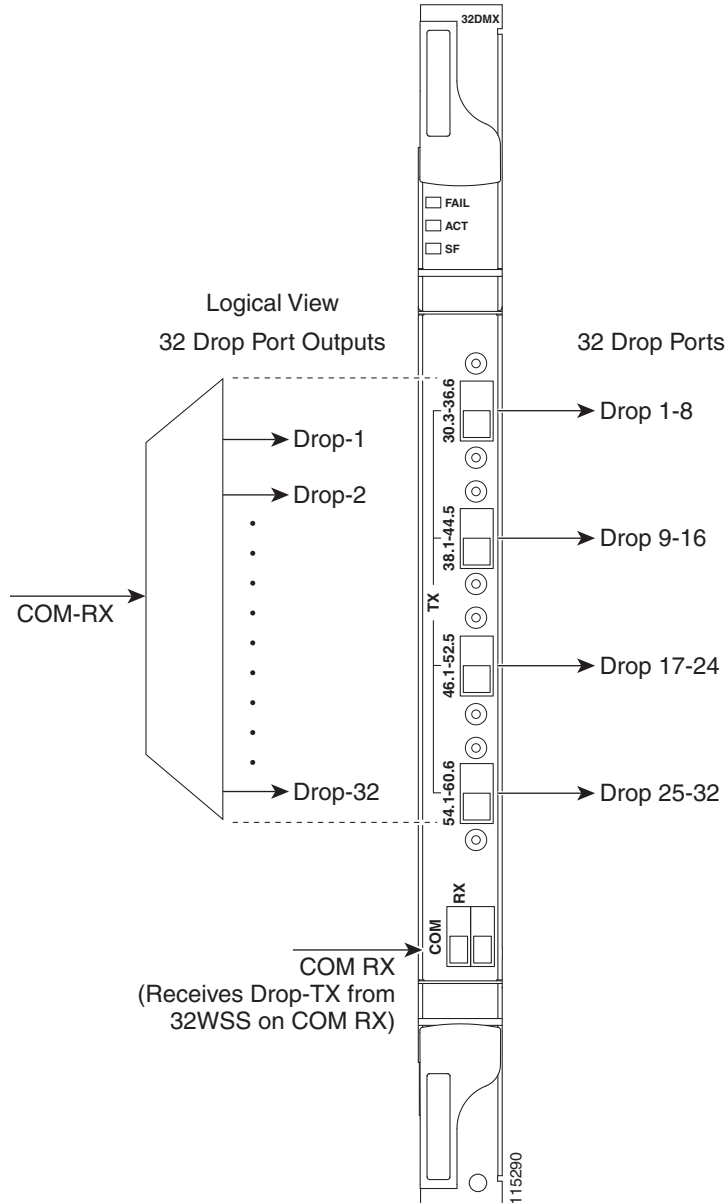 32DMX
FAIL
ACT
SF
Logical View
32 Drop Port Outputs
32 Drop Ports
30.3-36.6
Drop 1-8
Drop-1
Drop-2
38.1-44.5
Drop 9-16
COM-RX
TX
46.1-52.5
Drop 17-24
Drop-32
54.1-60.6
Drop 25-32
RX
COM
COM RX
(Receives Drop-TX from
32WSS on COM RX)
115290